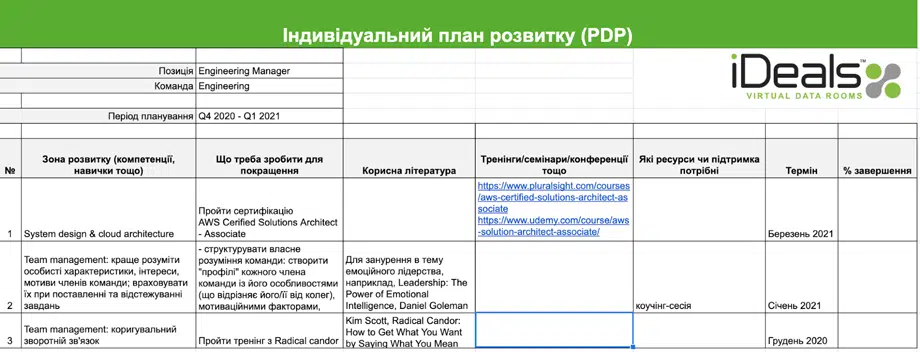 Індивідуальний план розвитку (PDP)
iDeals™
VIRTUAL DATA ROOMS
Позиція Engineering Manager
Команда Engineering
Період планування Q4 2020 - Q1 2021
№
Зона розвитку (компетенції,
навички тощо)
Що треба зробити для
покращення
Корисна література
Тренінги/семінари/конференції
тощо
Які ресурси чи підтримка
потрібні
Термін
% завершення
1
System design & cloud architecture
Пройти сертифікацію
AWS Cerified Solutions Architect
- Associate
https://www.pluralsight.com/courses
/aws-certified-solutions-architect-as
sociate
https://www.udemy.com/course/aws
-solution-architect-associate/
Березень 2021
2
Team management: краще розуміти
особисті характеристики, інтереси,
мотиви членів команди; враховувати
їх при поставленні та відстежуванні
завдань
- структурувати власне
розуміння команди: створити
"профілі" кожного члена
команди із його особливостями
(що відрізняє його/її від колег),
мотиваційними факторами,
Для занурення в тему
емоційного лідерства,
наприклад, Leadership: The
Power of Emotional
Intelligence, Daniel Goleman
коучінг-сесія
Січень 2021
3
Team management: коригувальний
зворотній зв'язок
Пройти тренінг з Radical candor
Kim Scott, Radical Candor:
How to Get What You Want
by Saying What You Mean
Грудень 2020